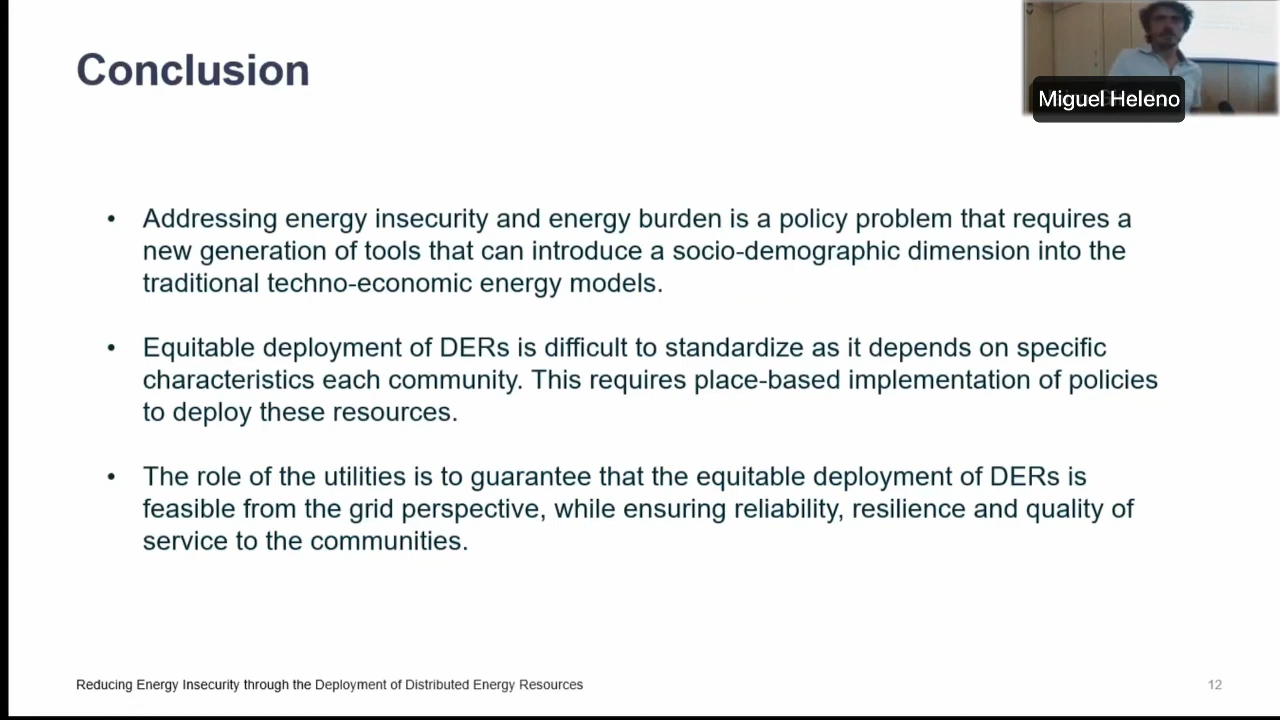 Conclusion
Miguel Heleno
• Addressing energy insecurity and energy burden is a policy problem that requires a
new generation of tools that can introduce a socio-demographic dimension into the
traditional techno-economic energy models.
• Equitable deployment of DERs is difficult to standardize as it depends on specific
characteristics each community. This requires place-based implementation of policies
to deploy these resources.
• The role of the utilities is to guarantee that the equitable deployment of DERs is
feasible from the grid perspective, while ensuring reliability, resilience and quality of
service to the communities.
Reducing Energy Insecurity through the Deployment of Distributed Energy Resources
12